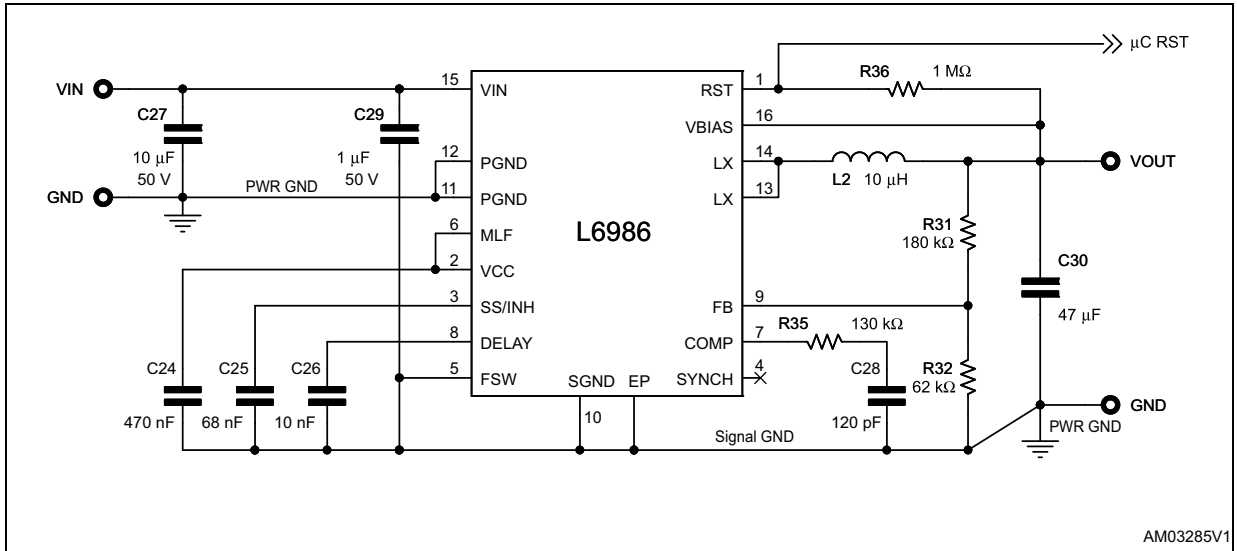 μC RST
R36 1 MΩ
VIN
15 VIN
RST 1
C27
C29
VBIAS 16
10 μF
50 V
1 μF
50 V
12 PGND
LX 14
VOUT
L2 10 μH
GND
PWR GND
11 PGND
LX 13
L6986
R31
180 kΩ
6 MLF
2 VCC
C30
47 μF
3 SS/INH
FB 9
R35 130 kΩ
8 DELAY
COMP 7
C24
C25
C26
5 FSW
SGND
EP
SYNCH 4
C28
R32
62 kΩ
470 nF
68 nF
10 nF
10
120 pF
GND
Signal GND
PWR GND
AM03285V1